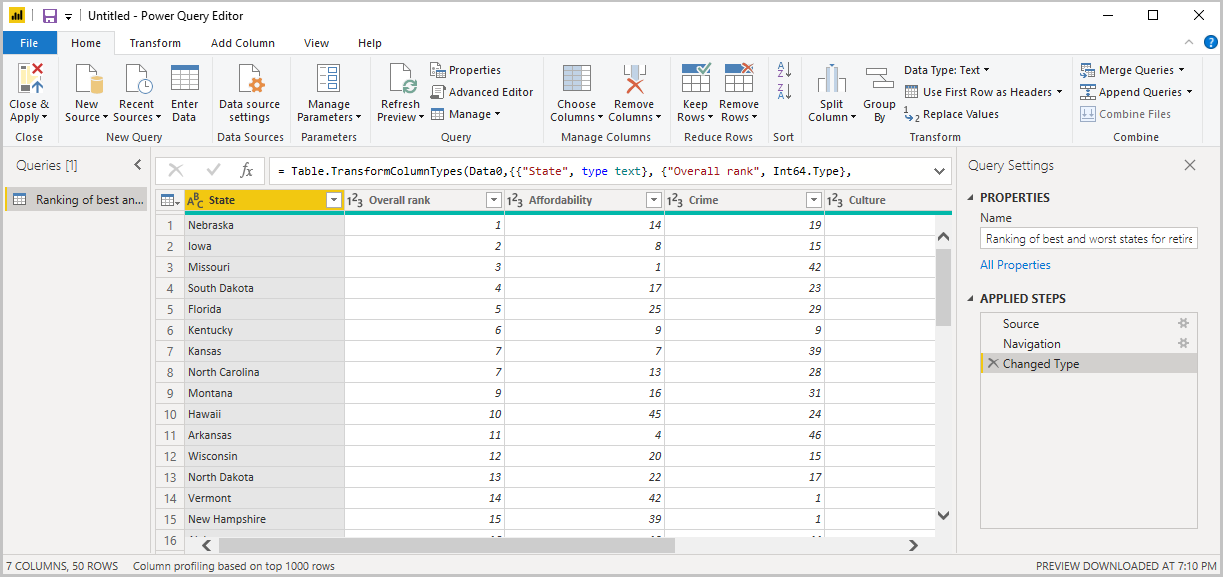 Untitled - Power Query Editor
File Home Transform Add Column View Help
Close & Apply
New Source
Recent Sources
Enter Data
Data source settings
Manage Parameters
Refresh Preview
Properties
Advanced Editor
Manage
Choose Columns
Remove Columns
Keep Rows
Remove Rows
Split Column
Group By
Data Type: Text
Use First Row as Headers
Replace Values
Merge Queries
Append Queries
Combine Files
Close New Query Data Sources Parameters Query Manage Columns Reduce Rows Sort Transform Combine
Queries [1]
Ranking of best an...
fx = Table.TransformColumnTypes(Data0,{{"State", type text}, {"Overall rank", Int64.Type},
ABC State 123 Overall rank 123 Affordability 123 Crime 123 Culture
1 Nebraska 1 14 19
2 Iowa 2 8 15
3 Missouri 3 1 42
4 South Dakota 4 17 23
5 Florida 5 25 29
6 Kentucky 6 9 9
7 Kansas 7 7 39
8 North Carolina 7 13 28
9 Montana 9 16 31
10 Hawaii 10 45 24
11 Arkansas 11 4 46
12 Wisconsin 12 20 15
13 North Dakota 13 22 17
14 Vermont 14 42 1
15 New Hampshire 15 39 1
16
Query Settings
PROPERTIES
Name
Ranking of best and worst states for retire
All Properties
APPLIED STEPS
Source
Navigation
Changed Type
7 COLUMNS, 50 ROWS Column profiling based on top 1000 rows PREVIEW DOWNLOADED AT 7:10 PM